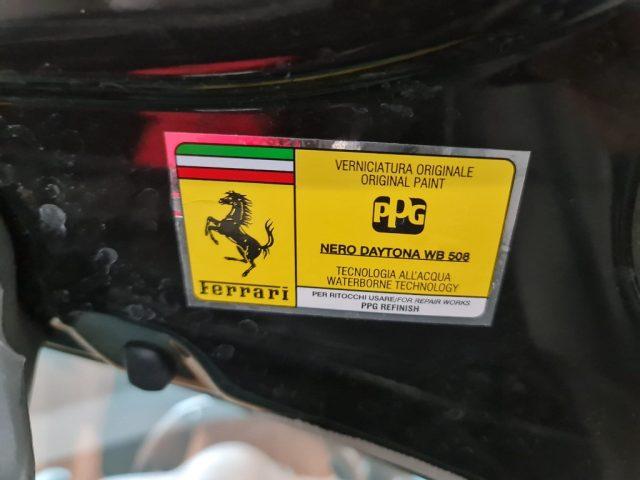 VERNICIATURA ORIGINALE
ORIGINAL PAINT
PPG
NERO DAYTONA WB 508
TECNOLOGIA ALL'ACQUA
WATERBORNE TECHNOLOGY
Ferrari
PER RITOCCHI USARE/FOR REPAIR WORKS
PPG REFINISH